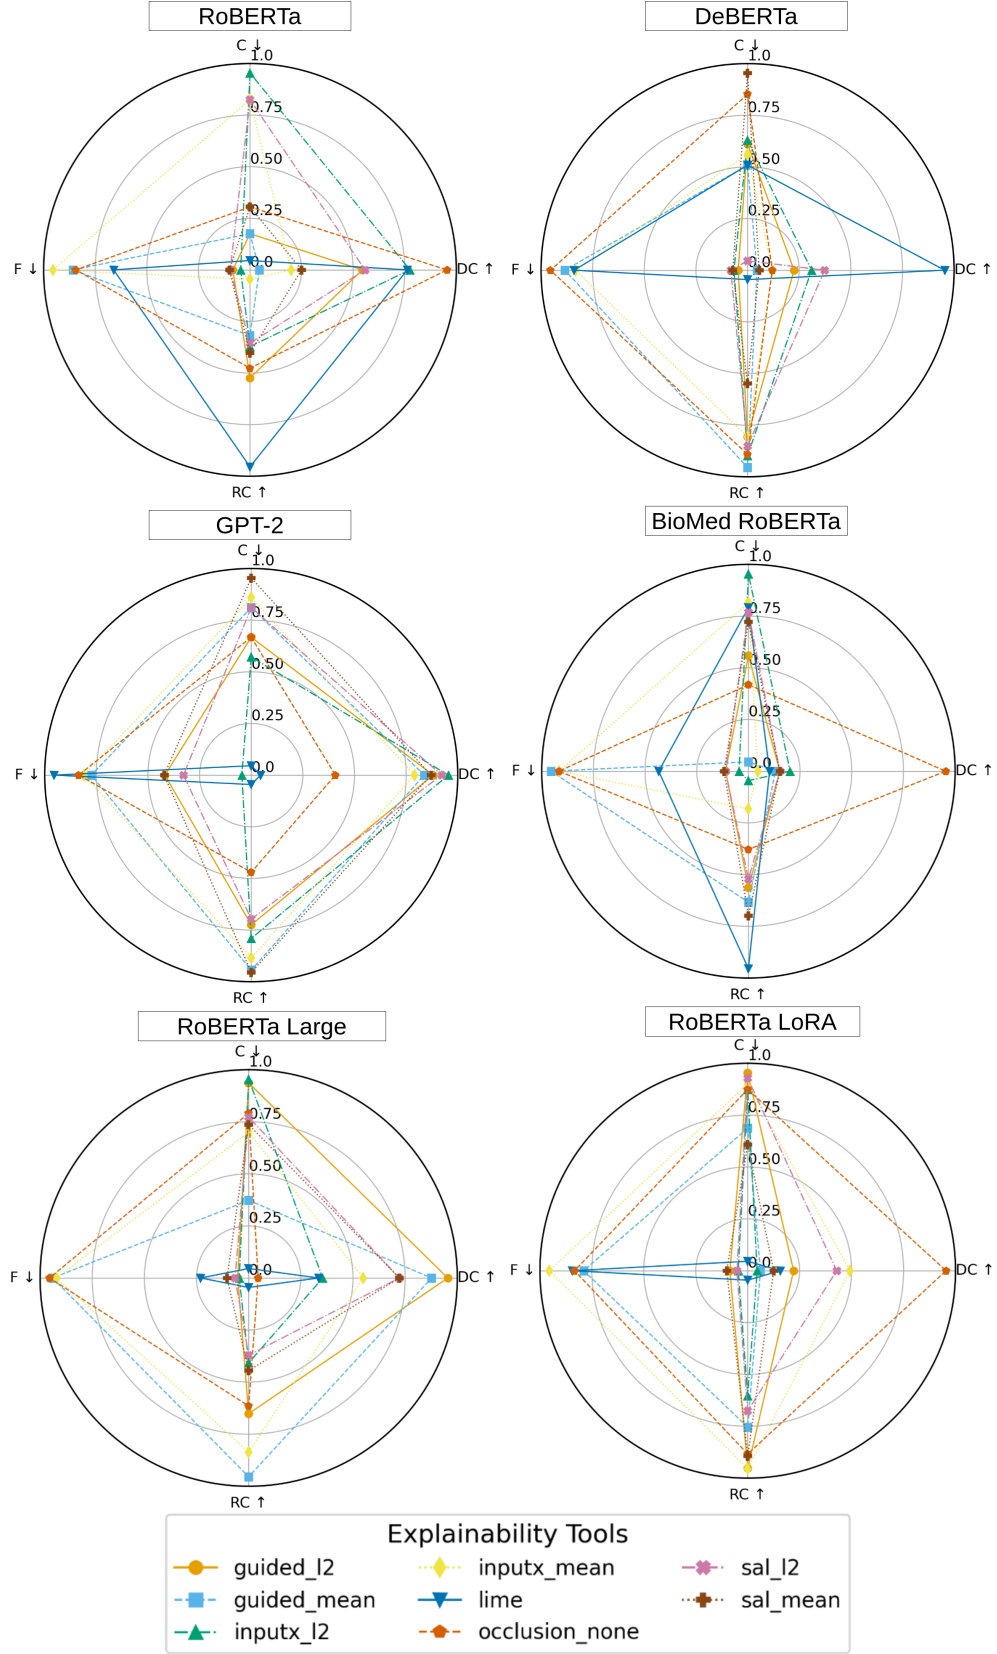 RoBERTa
DeBERTa
C ↓
1.0
0.75
0.50
0.25
0.0
F ↓
DC ↑
RC ↑
C ↓
1.0
0.75
0.50
0.25
0.0
F ↓
DC ↑
RC ↑
GPT-2
BioMed RoBERTa
C ↓
1.0
0.75
0.50
0.25
0.0
F ↓
DC ↑
RC ↑
C ↓
1.0
0.75
0.50
0.25
0.0
F ↓
DC ↑
RC ↑
RoBERTa Large
RoBERTa LoRA
C ↓
1.0
0.75
0.50
0.25
0.0
F ↓
DC ↑
RC ↑
C ↓
1.0
0.75
0.50
0.25
0.0
F ↓
DC ↑
RC ↑
Explainability Tools
guided_l2
guided_mean
inputx_l2
inputx_mean
lime
occlusion_none
sal_l2
sal_mean